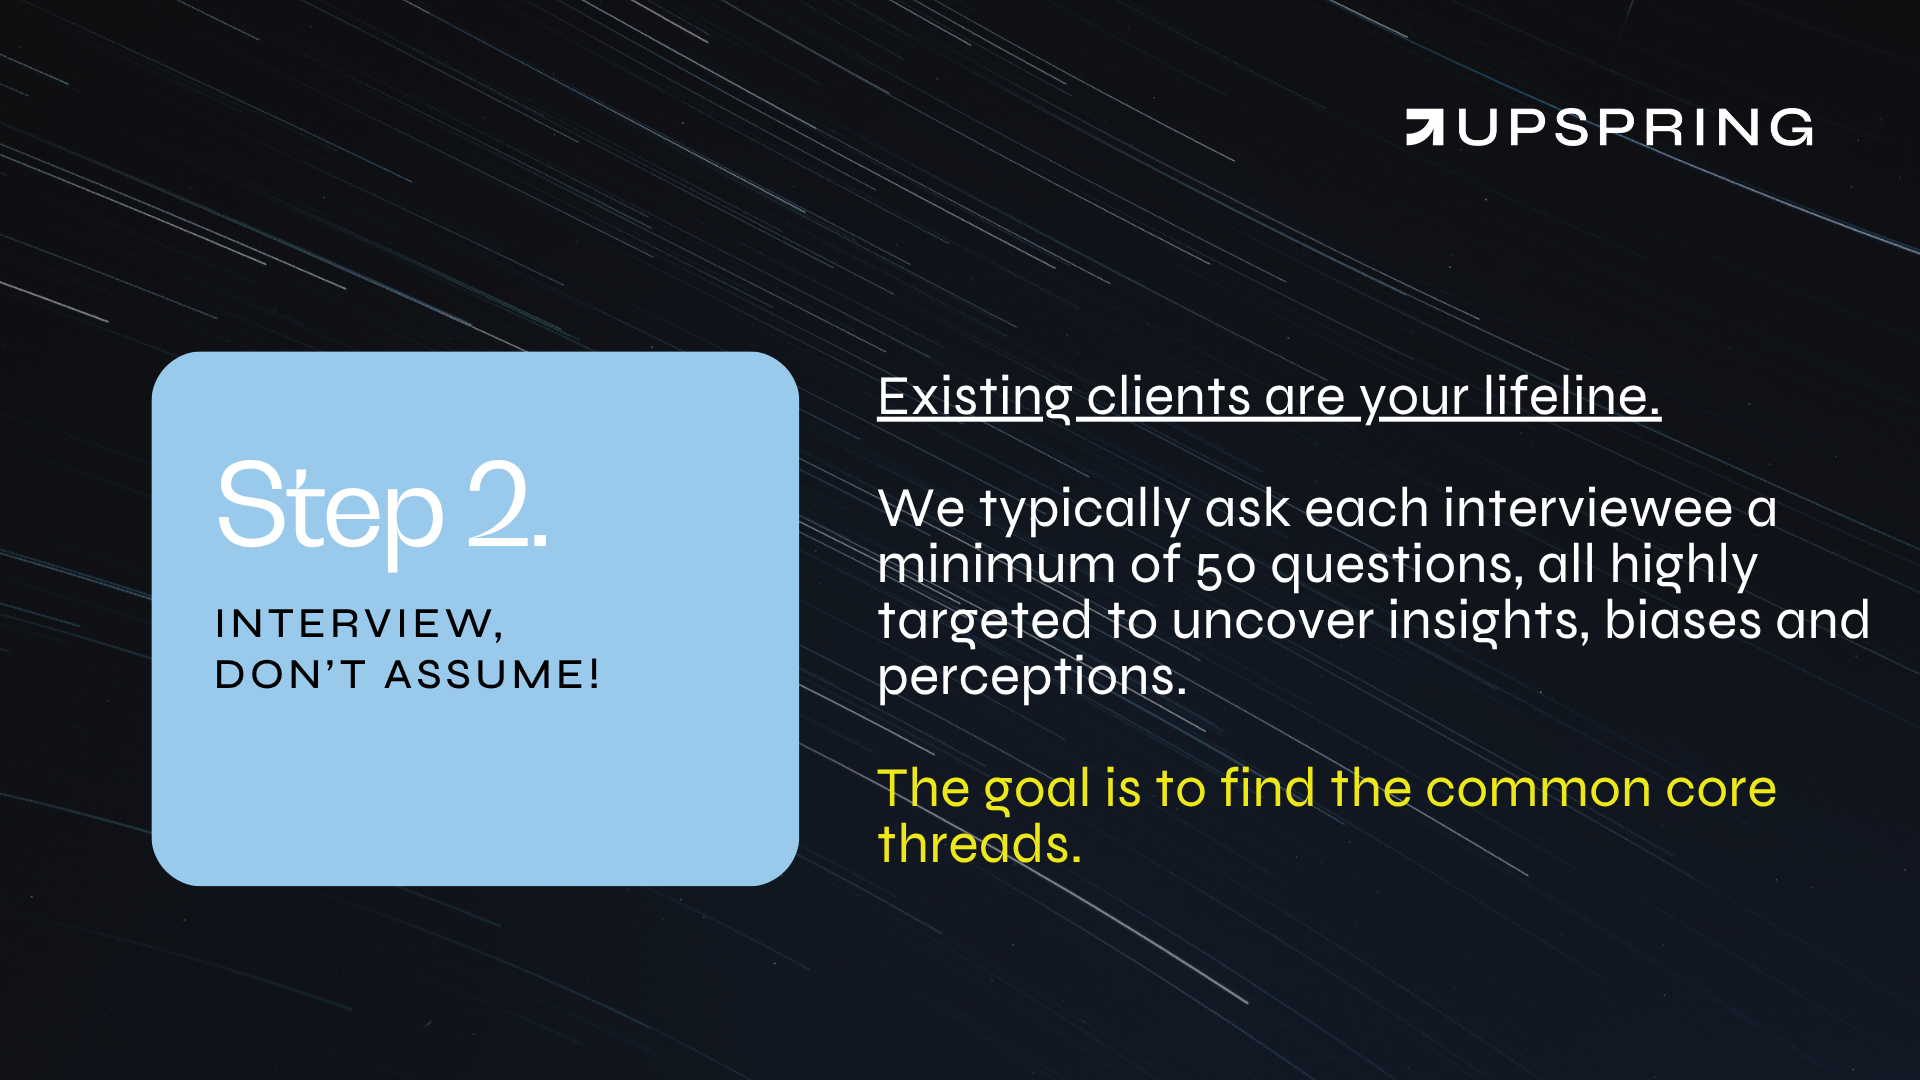 UPSPRING
Step 2.
INTERVIEW,
DON’T ASSUME!
Existing clients are your lifeline.
We typically ask each interviewee a
minimum of 50 questions, all highly
targeted to uncover insights, biases and
perceptions.
The goal is to find the common core
threads.